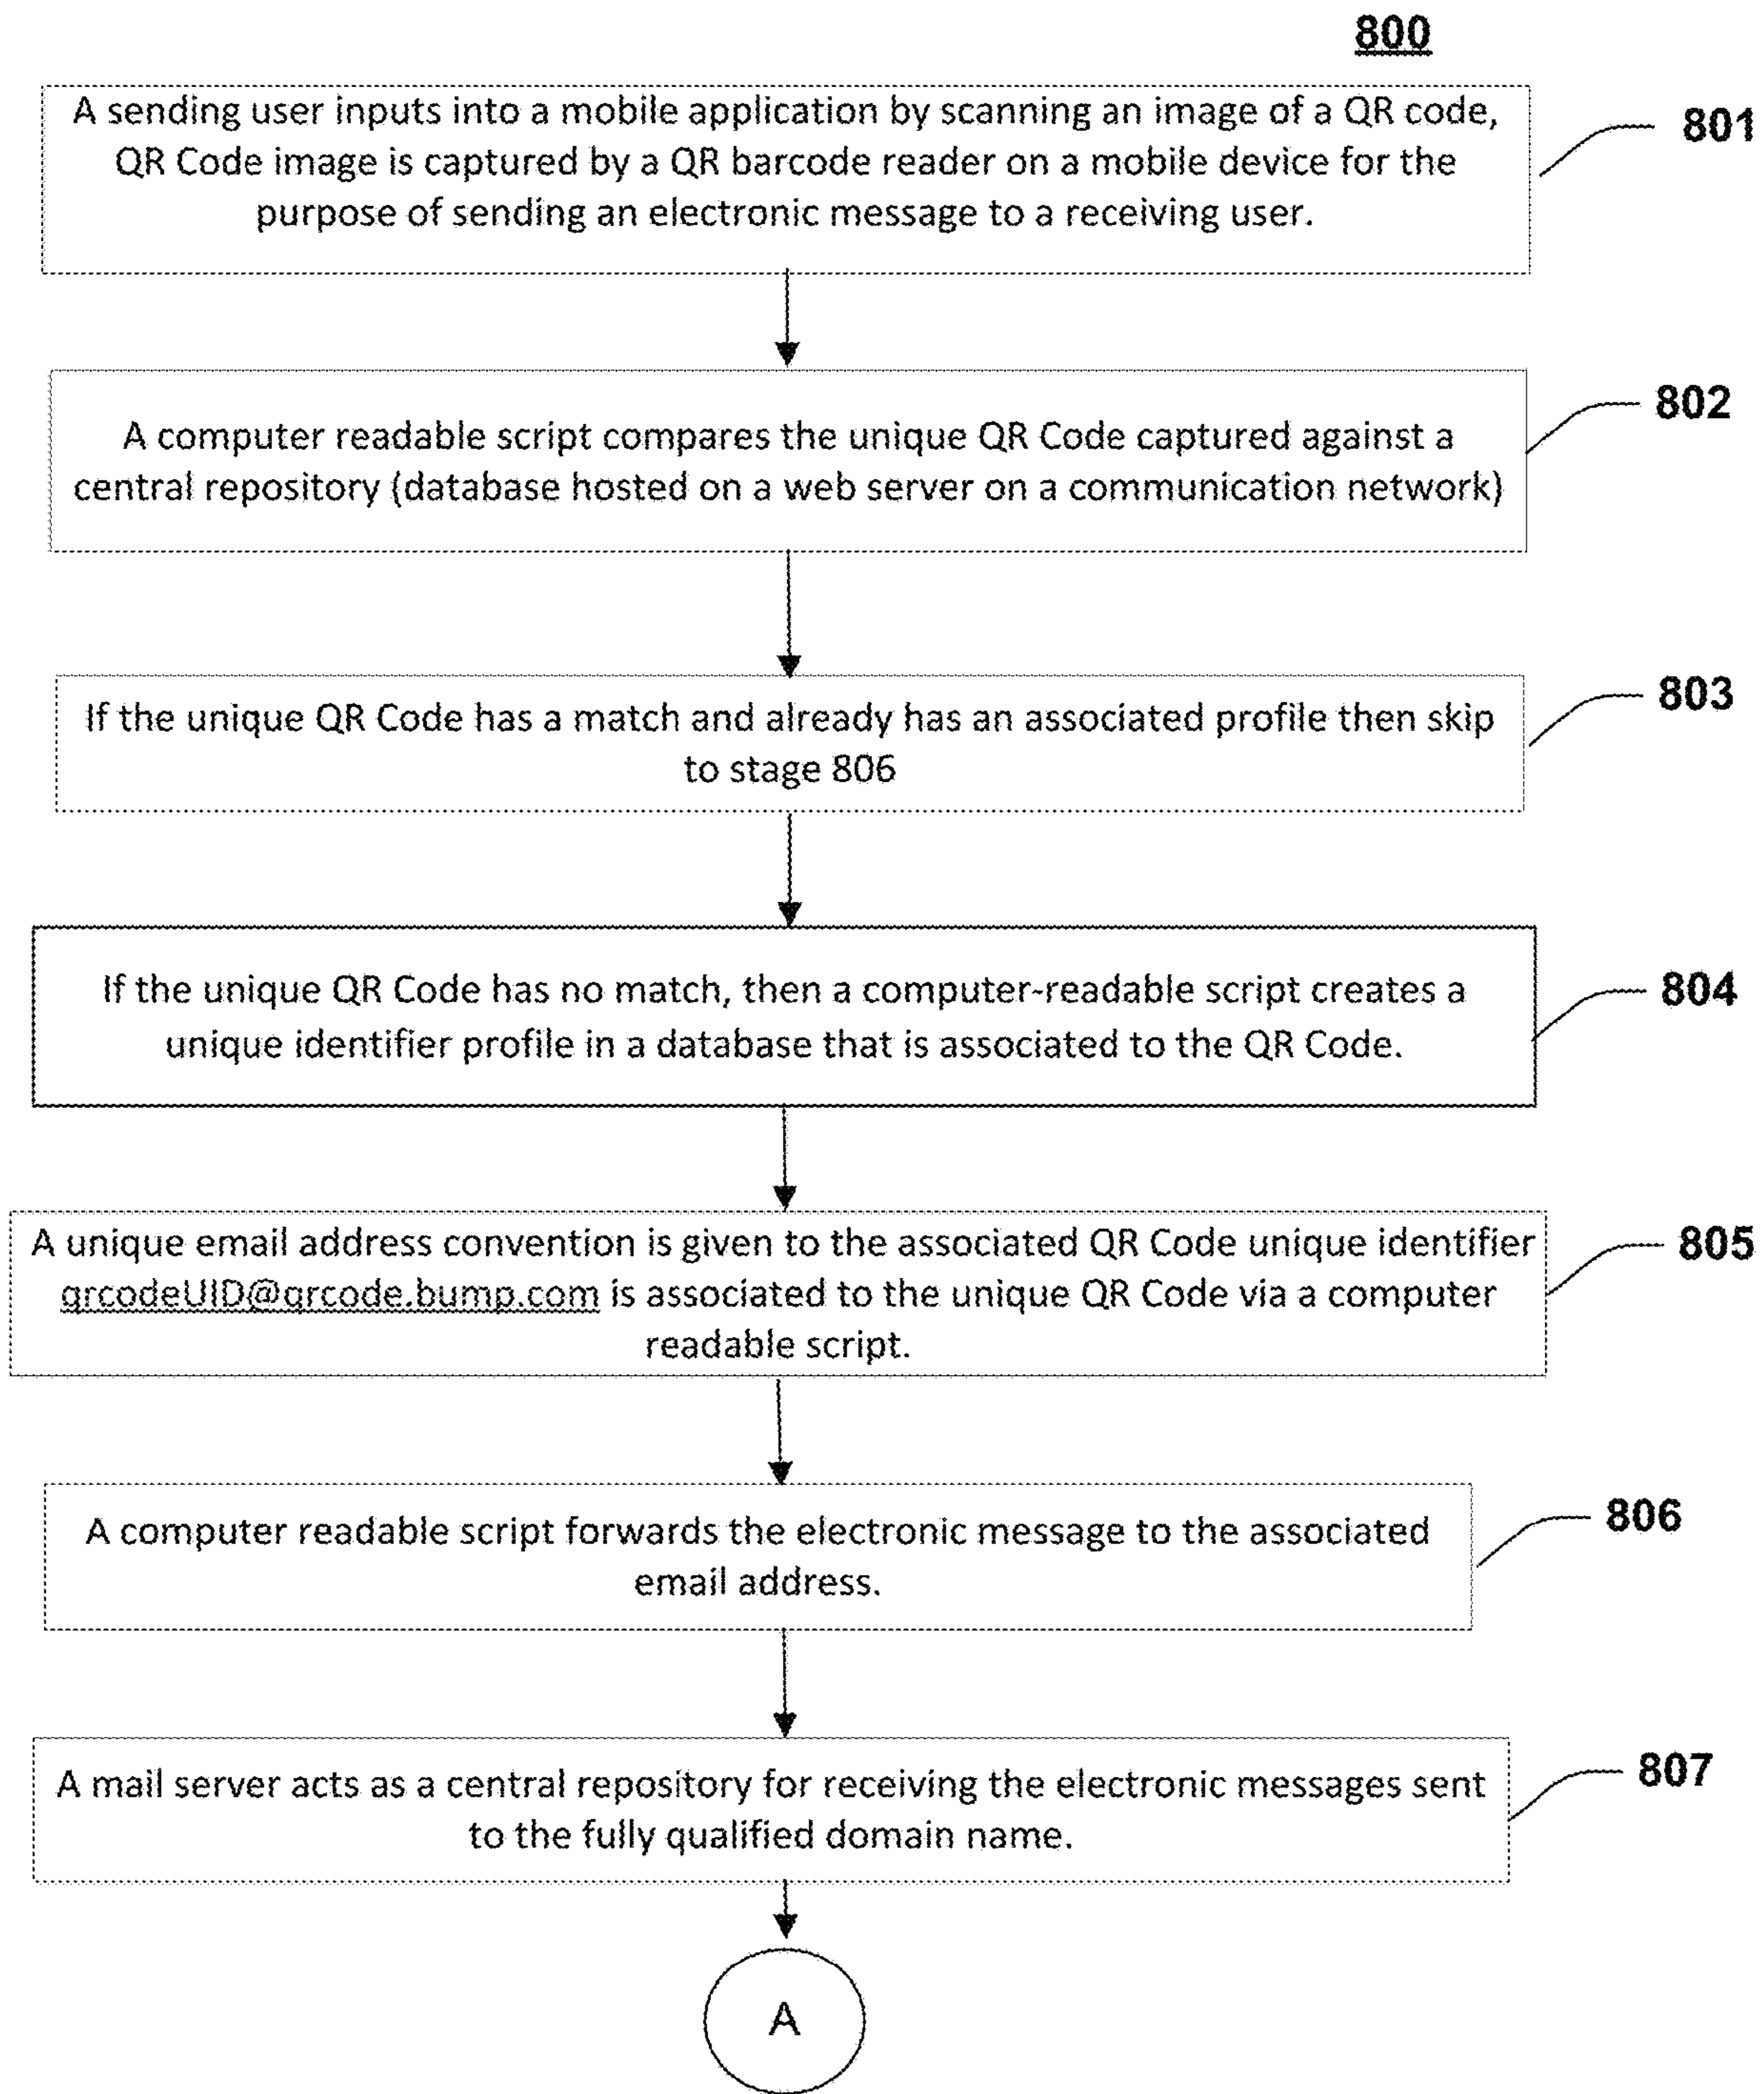 800
A sending user inputs into a mobile application by scanning an image of a QR code,
QR Code image is captured by a QR barcode reader on a mobile device for the
purpose of sending an electronic message to a receiving user.
801
A computer readable script compares the unique QR Code captured against a
central repository (database hosted on a web server on a communication network)
802
If the unique QR Code has a match and already has an associated profile then skip
to stage 806
803
If the unique QR Code has no match, then a computer-readable script creates a
unique identifier profile in a database that is associated to the QR Code.
804
A unique email address convention is given to the associated QR Code unique identifier
qrcodeUID@qrcode.bump.com is associated to the unique QR Code via a computer
readable script.
805
A computer readable script forwards the electronic message to the associated
email address.
806
A mail server acts as a central repository for receiving the electronic messages sent
to the fully qualified domain name.
807
A